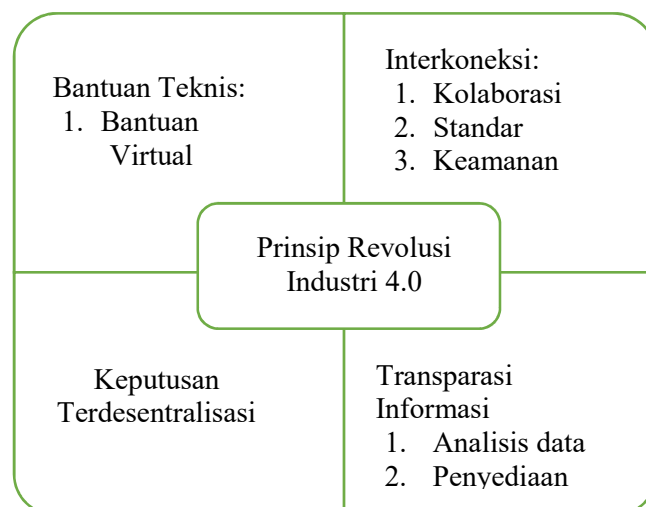 Bantuan Teknis:
1. Bantuan
Virtual
Interkoneksi:
1. Kolaborasi
2. Standar
3. Keamanan
Prinsip Revolusi
Industri 4.0
Keputusan
Terdesentralisasi
Transparasi
Informasi
1. Analisis data
2. Penyediaan